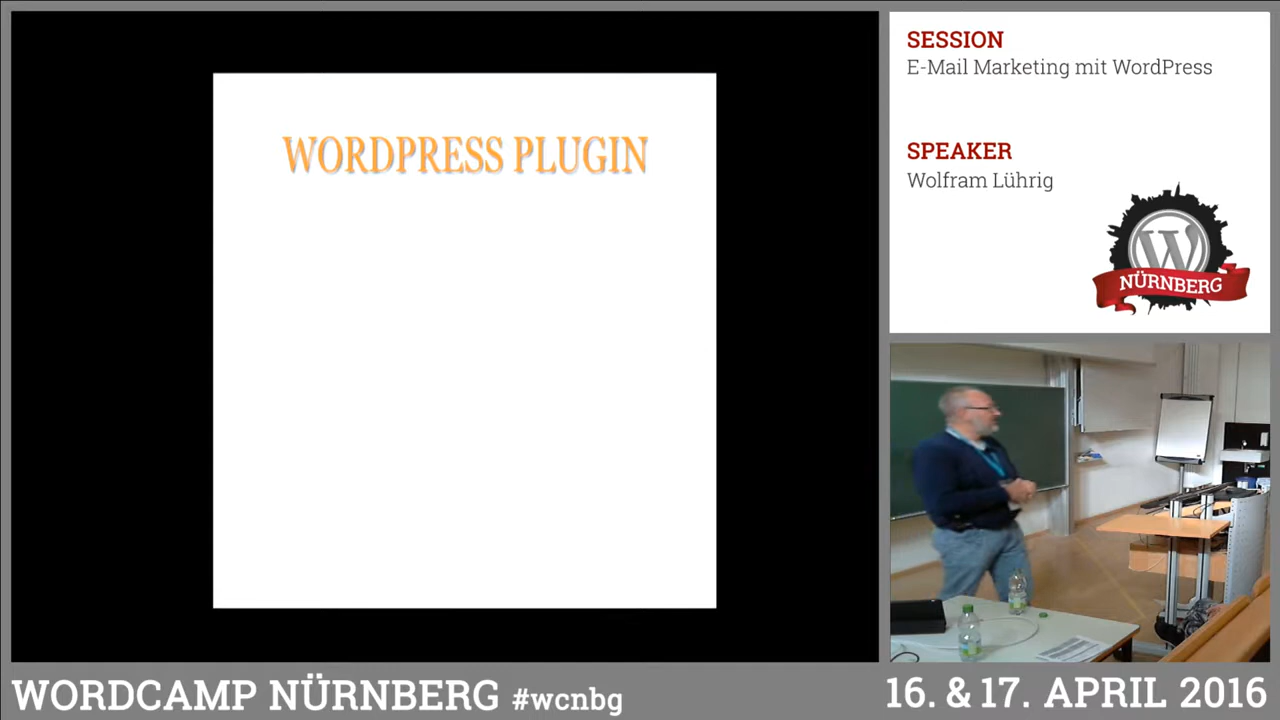 WORDPRESS PLUGIN
SESSION
E-Mail Marketing mit WordPress
SPEAKER
Wolfram Lührig
NÜRNBERG
WORDCAMP NÜRNBERG #wcnbg
16. & 17. APRIL 2016